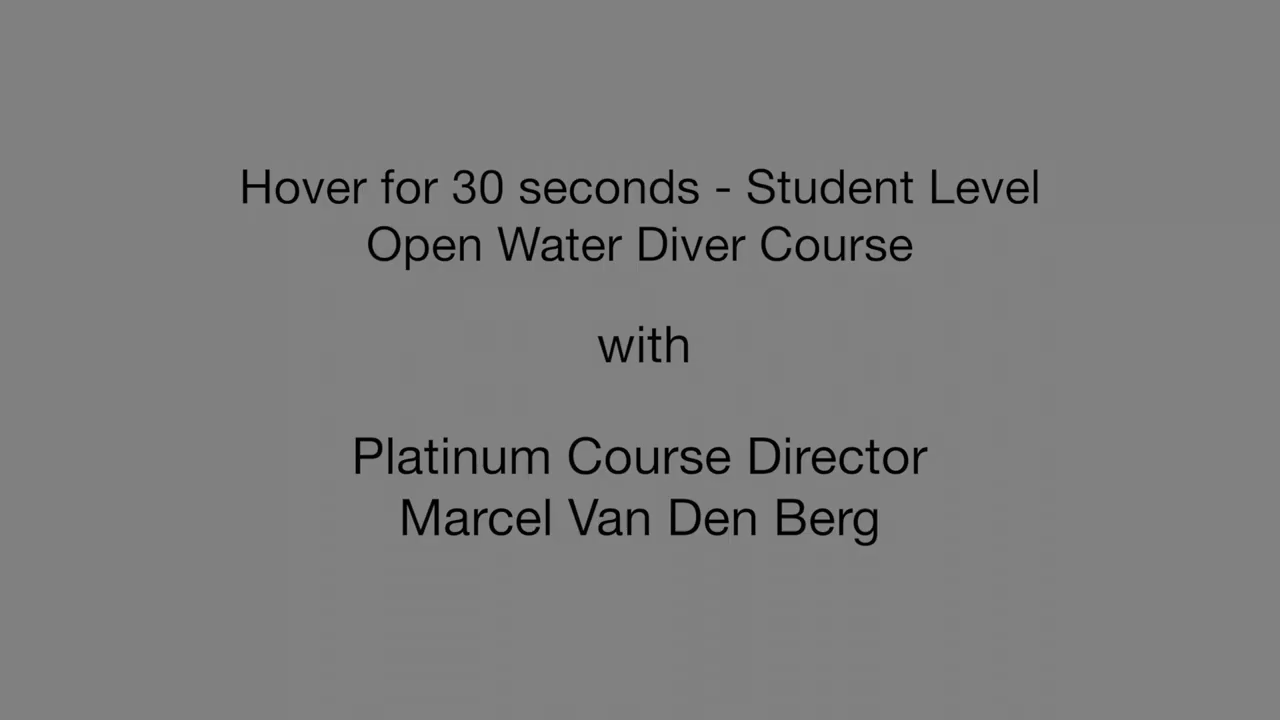 Hover for 30 seconds - Student Level
Open Water Diver Course
with
Platinum Course Director
Marcel Van Den Berg